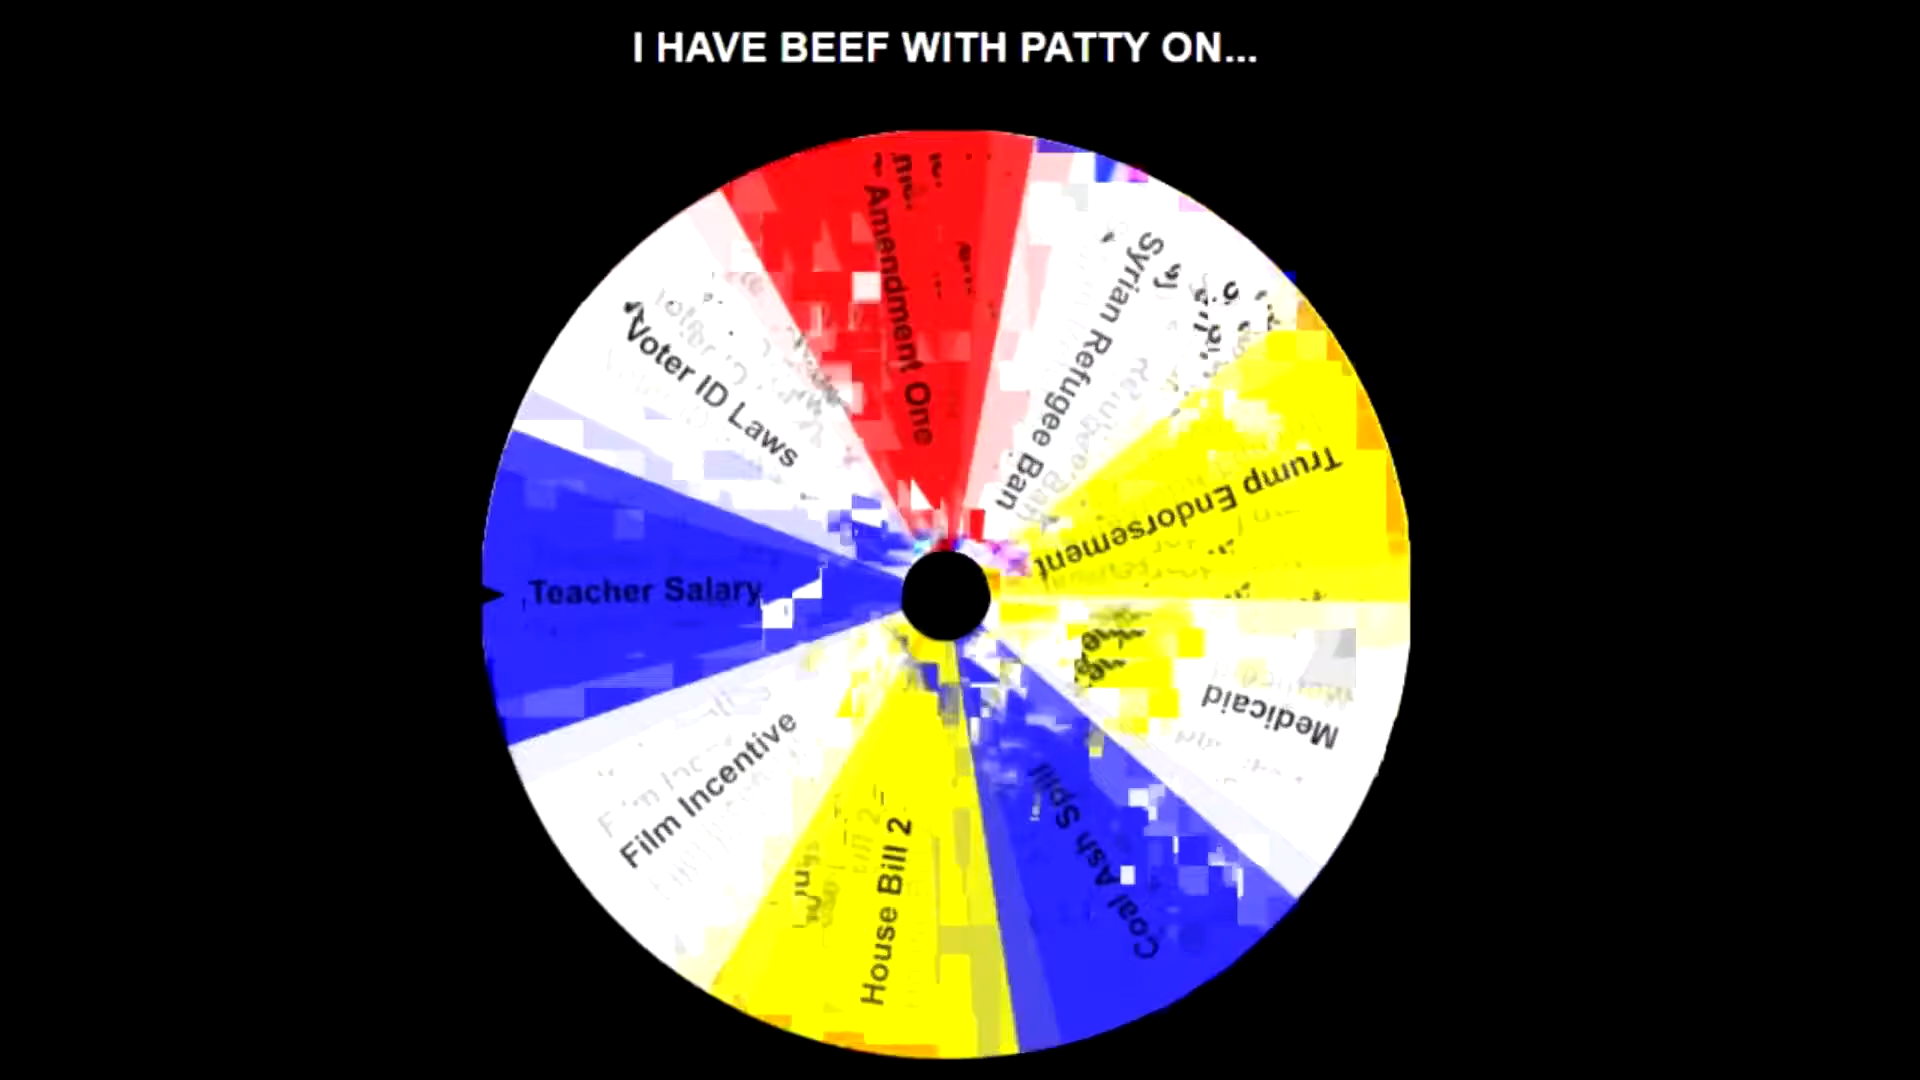 I HAVE BEEF WITH PATTY ON...
Amendment One
Syrian Refugee Ban
Trump Endorsement
Medicaid
Coal Ash Spill
House Bill 2
Film Incentive
Teacher Salary
Voter ID Laws